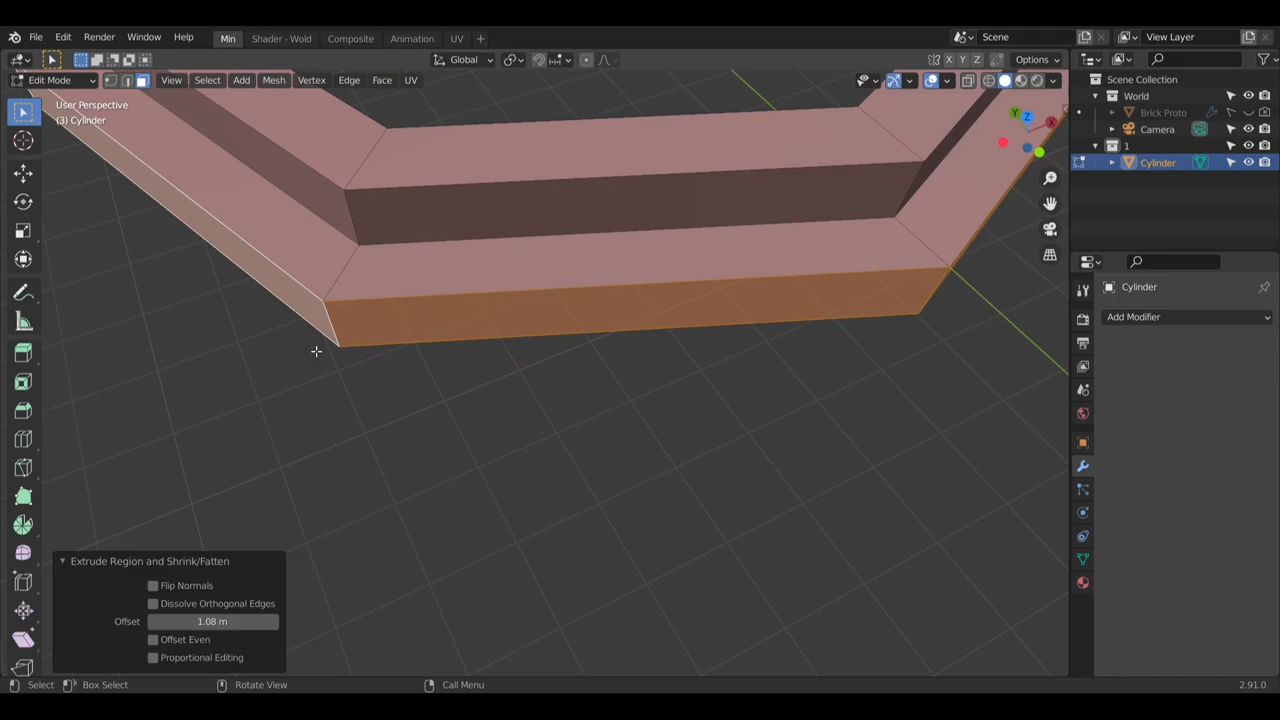 File Edit Render Window Help Min Shader - Wold Composite Animation UV Scene View Layer
Global X Y Z Options
Edit Mode View Select Add Mesh Vertex Edge Face UV
User Perspective
(3) Cylinder
Y Z X
Scene Collection
World
Brick Proto
Camera
1
Cylinder
Cylinder
Add Modifier
Extrude Region and Shrink/Fatten
Flip Normals
Dissolve Orthogonal Edges
Offset 1.08 m
Offset Even
Proportional Editing
Select Box Select Rotate View Call Menu 2.91.0